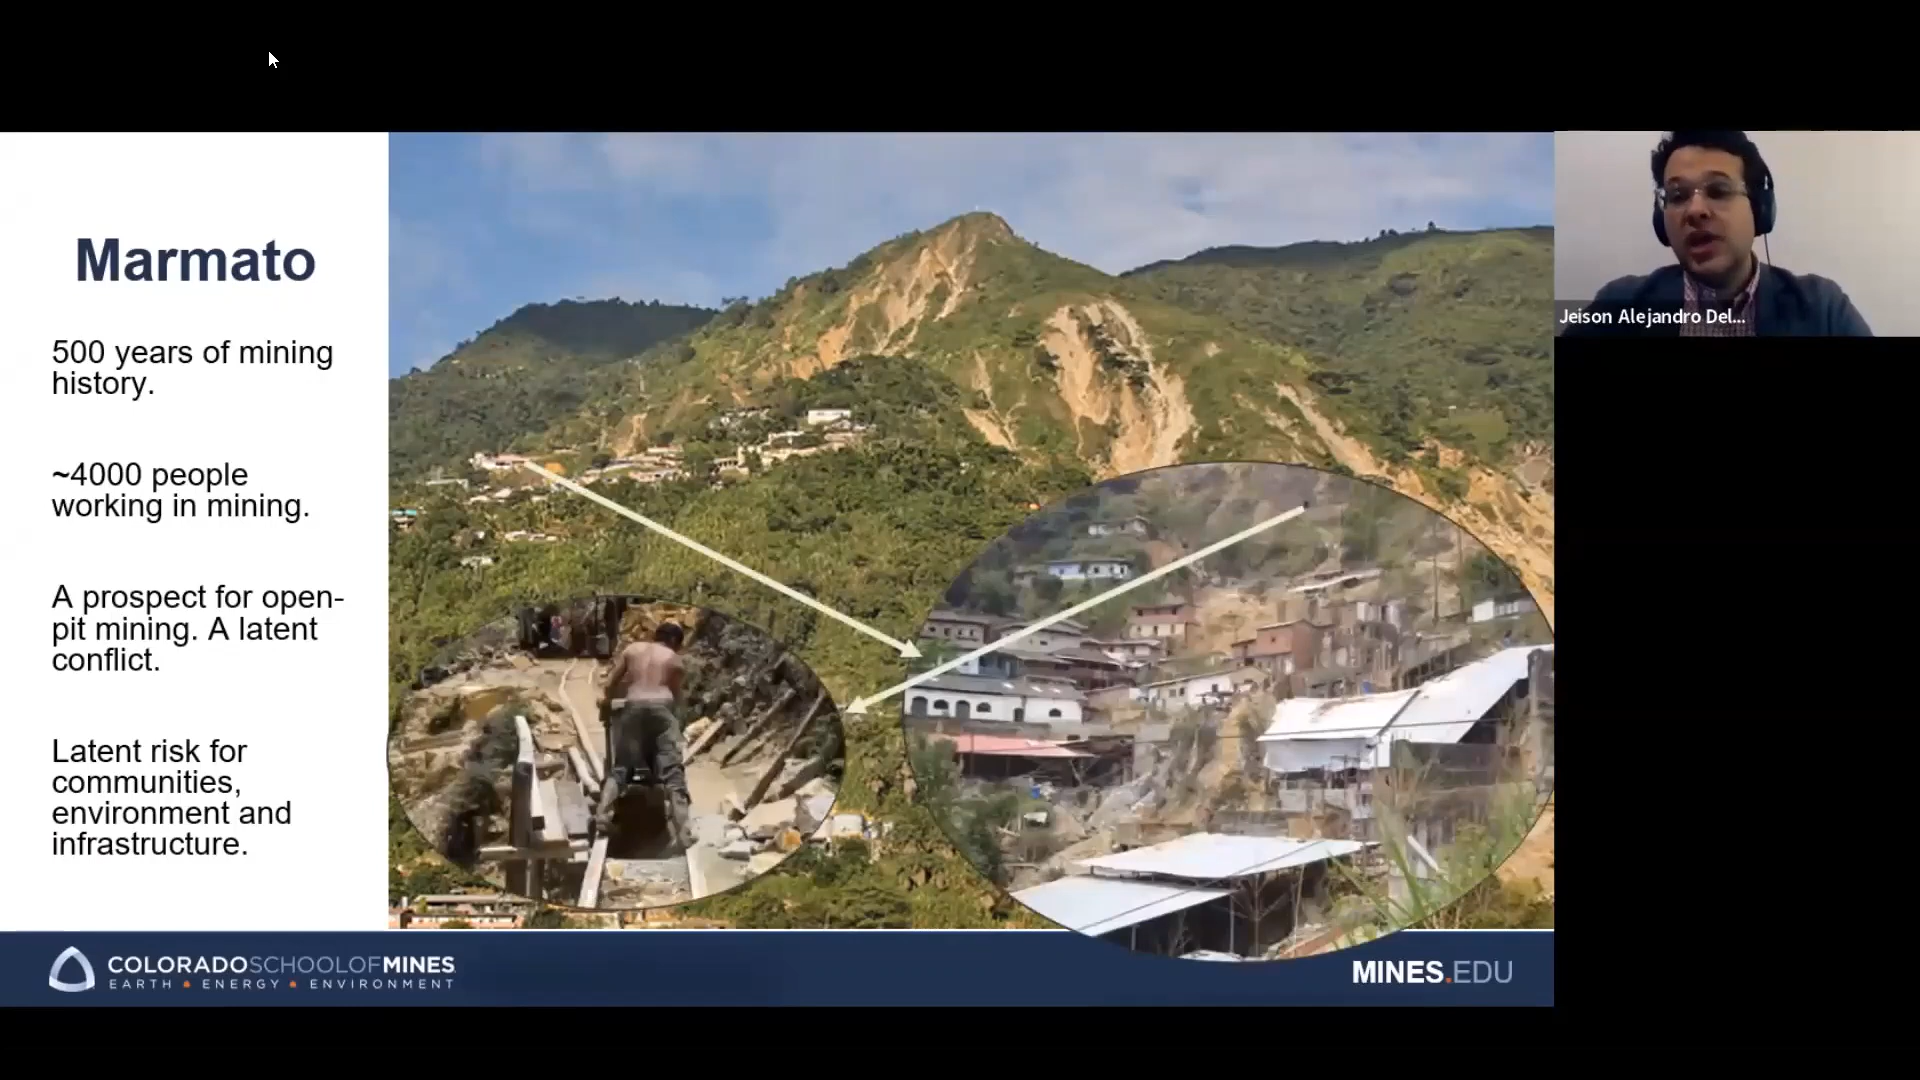 Marmato
500 years of mining
history.
~4000 people
working in mining.
A prospect for open-
pit mining. A latent
conflict.
Latent risk for
communities,
environment and
infrastructure.
COLORADOSCHOOLOFMINES
EARTH • ENERGY • ENVIRONMENT
MINES.EDU
Jeison Alejandro Del...